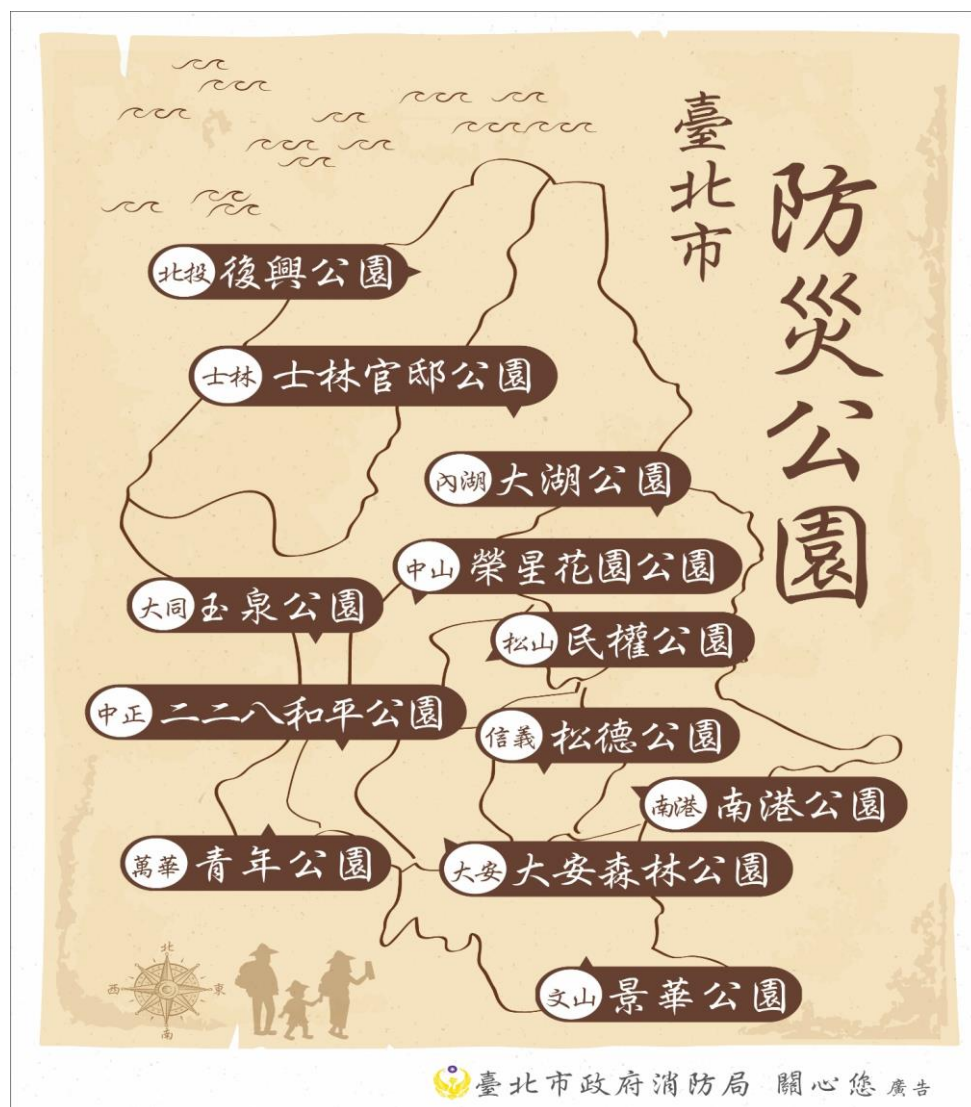 臺北市
防災公園
北投 復興公園
士林 士林官邸公園
內湖 大湖公園
中山 榮星花園公園
大同 玉泉公園
松山 民權公園
中正 二二八和平公園
信義 松德公園
南港 南港公園
萬華 青年公園
大安 大安森林公園
文山 景華公園
北
西 東
南
臺北市政府消防局 關心您 廣告